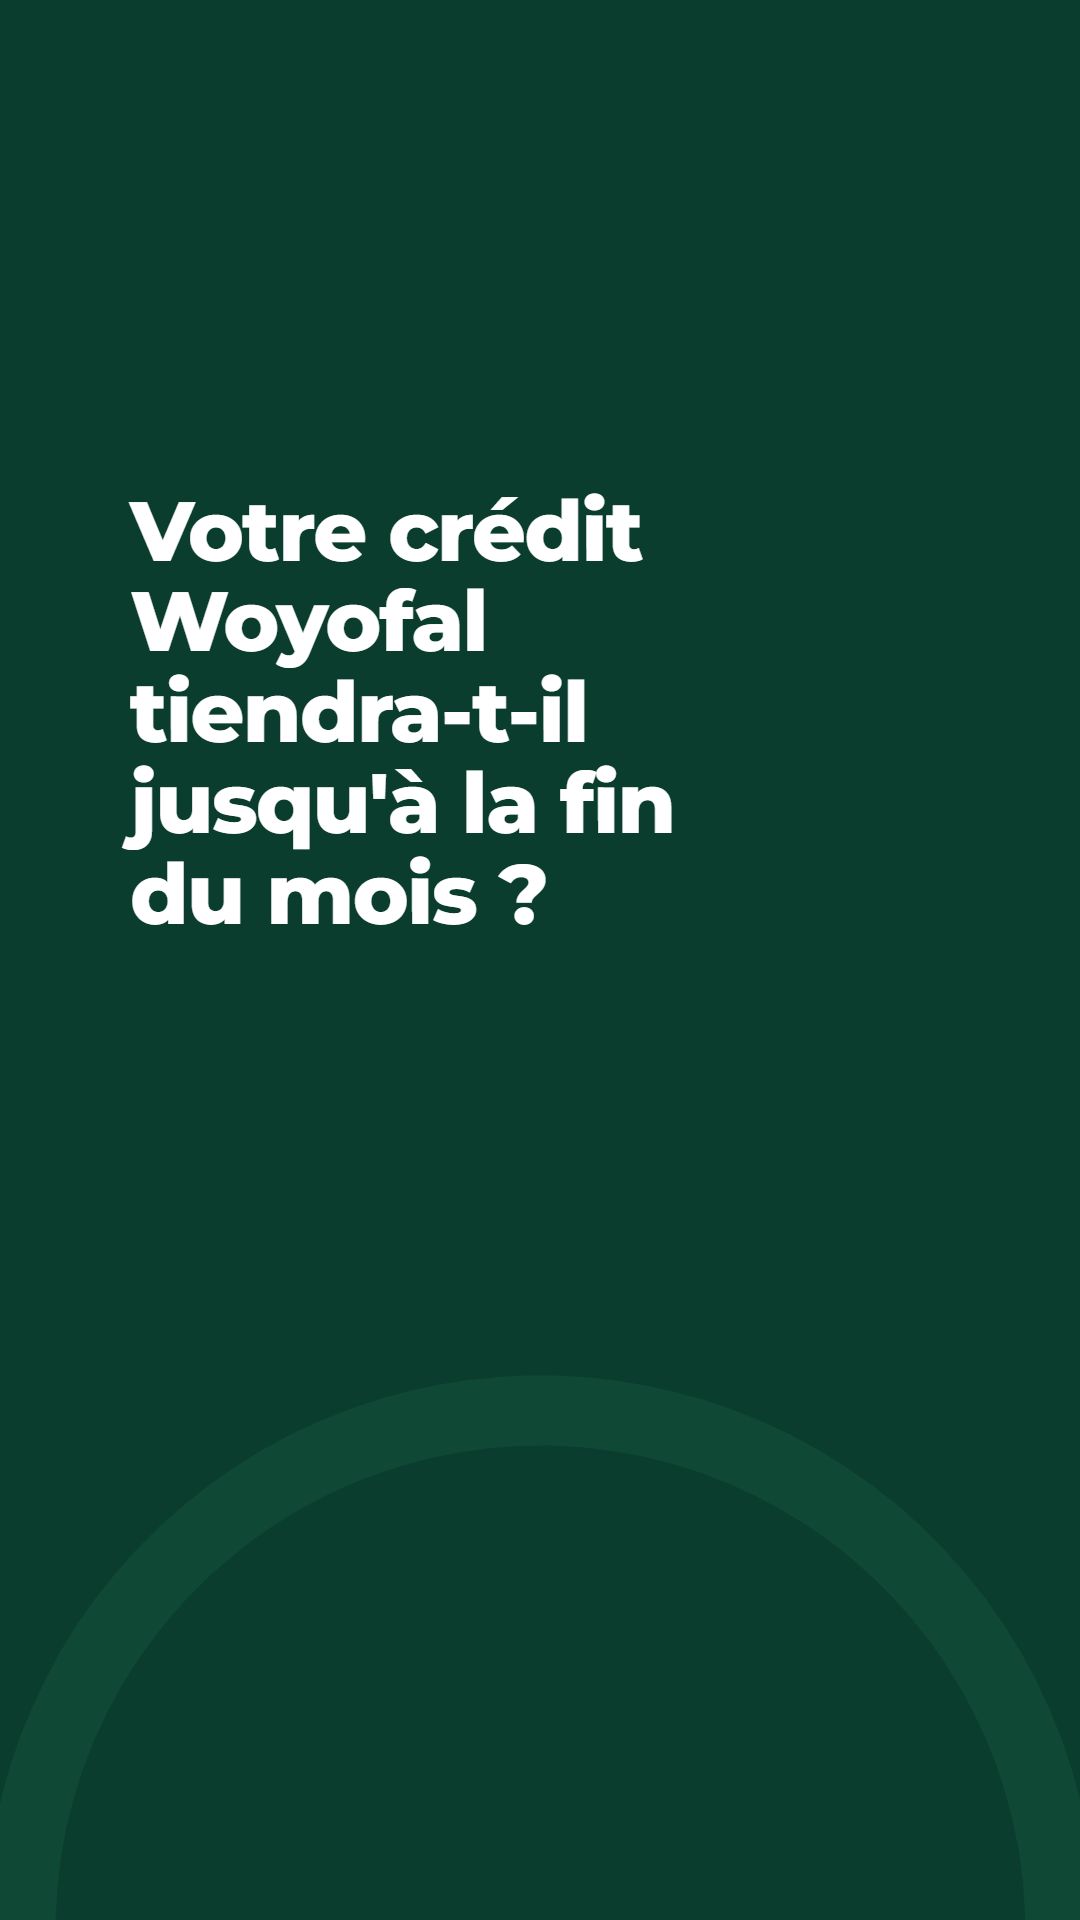 Votre crédit
Woyofal
tiendra-t-il
jusqu'à la fin
du mois ?